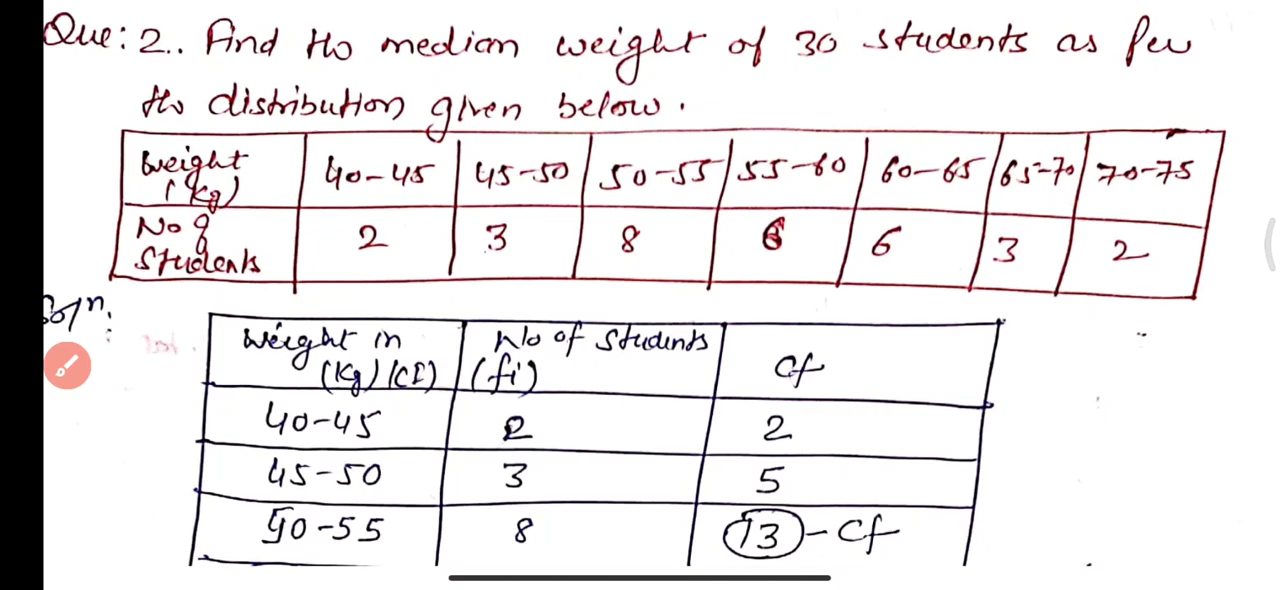 Que: 2.. Find the median weight of 30 students as Per
the distribution given below.
Weight (kg) 40-45 45-50 50-55 55-60 60-65 65-70 70-75
No of Students 2 3 8 6 6 3 2
Sol n:
Weight in (Kg) (CI) No of Students (fi) Cf
40-45 2 2
45-50 3 5
50-55 8 13 - Cf